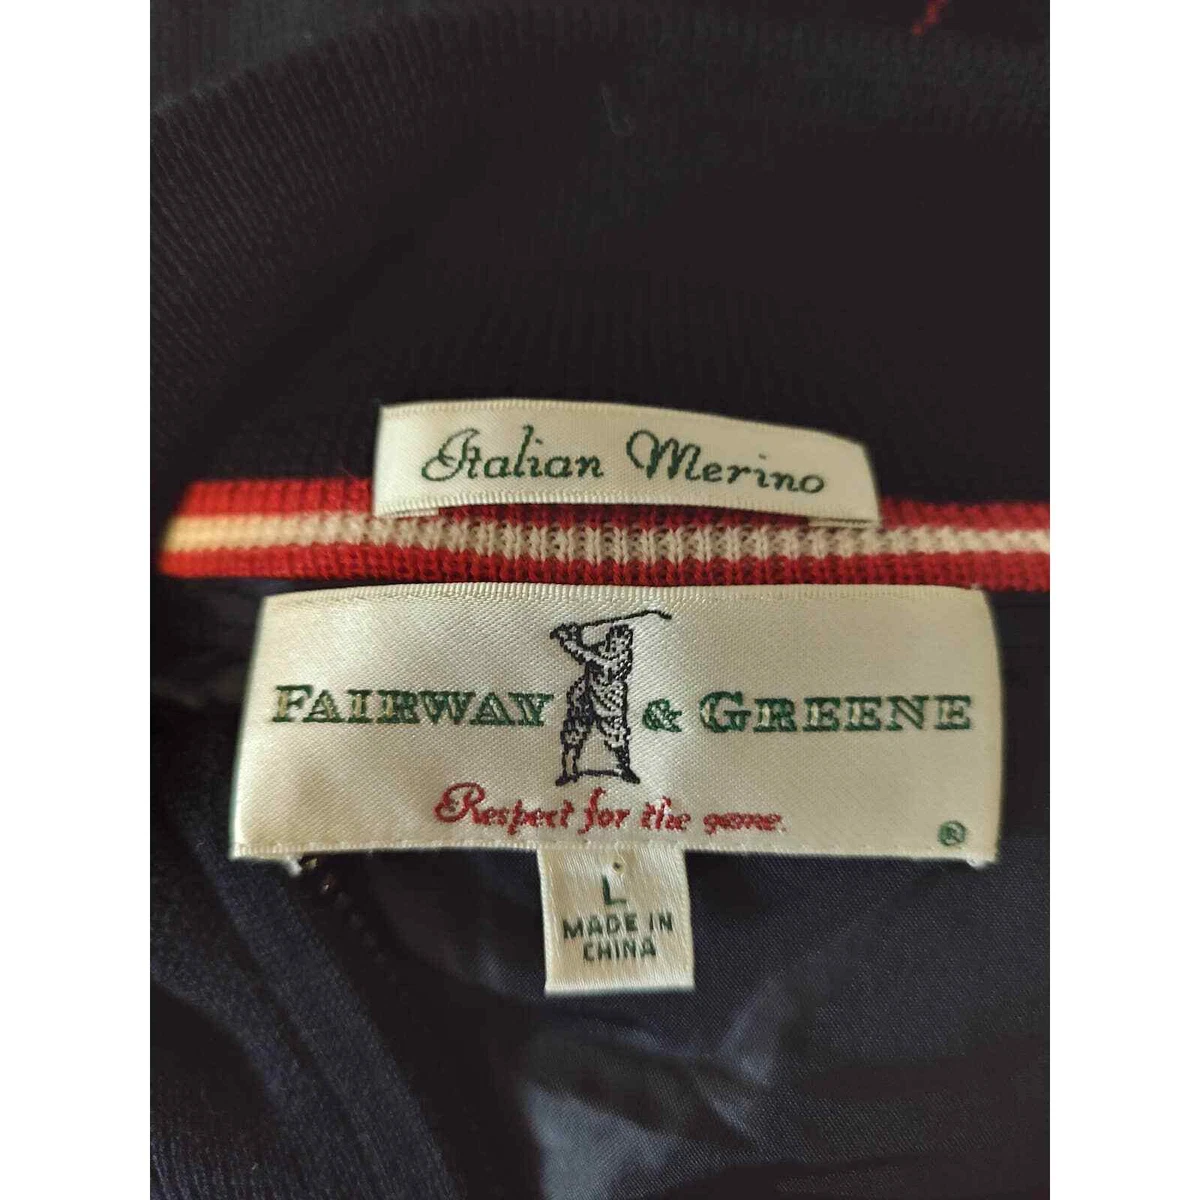 Italian Merino
FAIRWAY & GREENE
Respect for the game.
®
L
MADE IN
CHINA